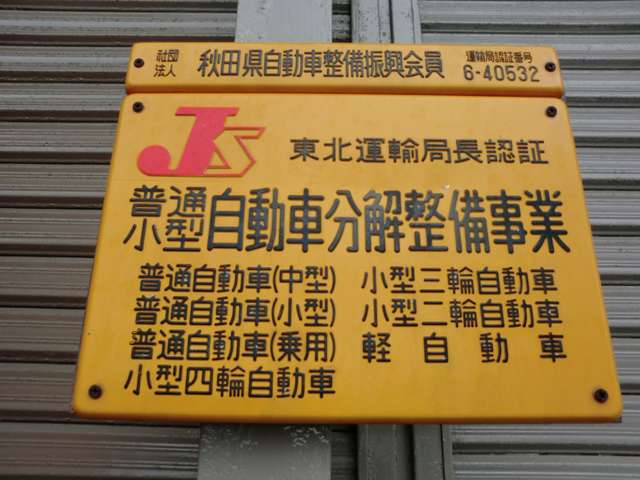 社団法人 秋田県自動車整備振興会員 運輸局認証番号 6-40532
JS 東北運輸局長認証
普通小型 自動車分解整備事業
普通自動車(中型) 小型三輪自動車
普通自動車(小型) 小型二輪自動車
普通自動車(乗用) 軽自動車
小型四輪自動車